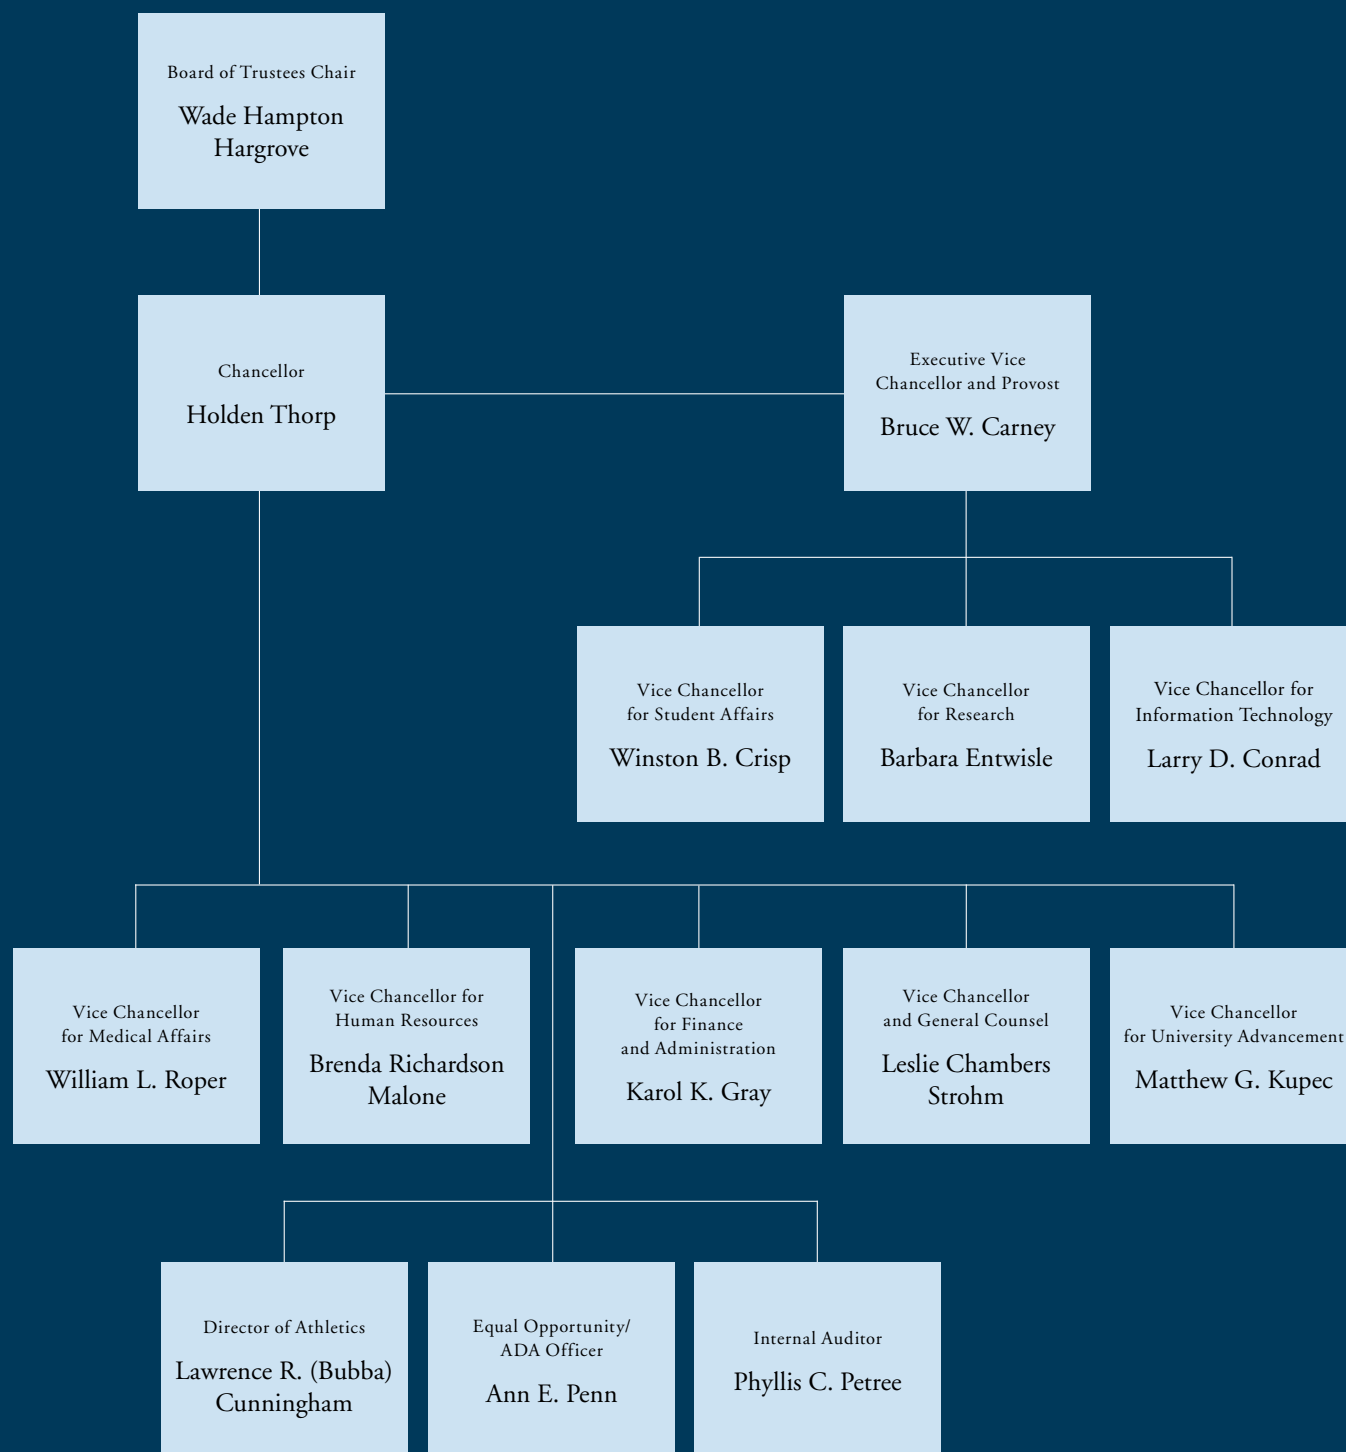 Board of Trustees Chair
Wade Hampton
Hargrove
Chancellor
Holden Thorp
Executive Vice
Chancellor and Provost
Bruce W. Carney
Vice Chancellor
for Student Affairs
Winston B. Crisp
Vice Chancellor
for Research
Barbara Entwisle
Vice Chancellor for
Information Technology
Larry D. Conrad
Vice Chancellor
for Medical Affairs
William L. Roper
Vice Chancellor for
Human Resources
Brenda Richardson
Malone
Vice Chancellor
for Finance
and Administration
Karol K. Gray
Vice Chancellor
and General Counsel
Leslie Chambers
Strohm
Vice Chancellor
for University Advancement
Matthew G. Kupec
Director of Athletics
Lawrence R. (Bubba)
Cunningham
Equal Opportunity/
ADA Officer
Ann E. Penn
Internal Auditor
Phyllis C. Petree